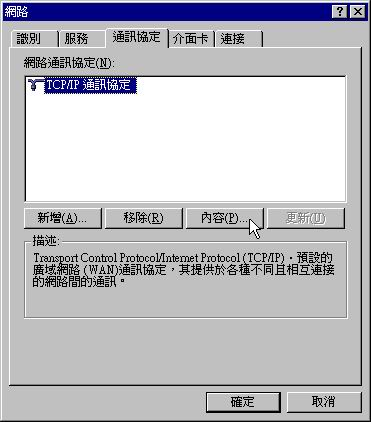 網路
識別 服務 通訊協定 介面卡 連接
網路通訊協定(N):
TCP/IP 通訊協定
新增(A)... 移除(R) 內容(P)... 更新(U)
描述:
Transport Control Protocol/Internet Protocol (TCP/IP)。預設的
廣域網路 (WAN)通訊協定，其提供於各種不同且相互連接
的網路間的通訊。
確定 取消